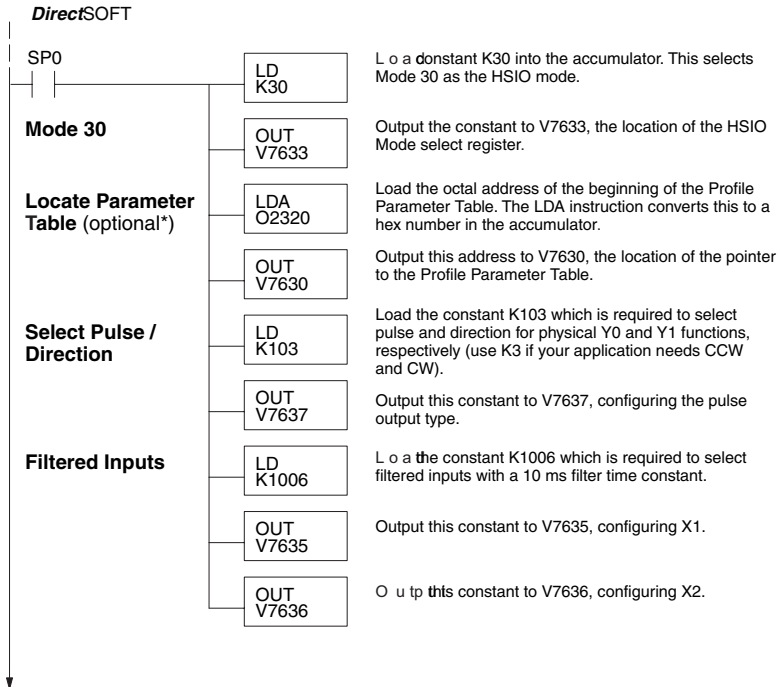 DirectSOFT
SP0
LD
K30
L o a donstant K30 into the accumulator. This selects
Mode 30 as the HSIO mode.
Mode 30
OUT
V7633
Output the constant to V7633, the location of the HSIO
Mode select register.
Locate Parameter
Table (optional*)
LDA
O2320
Load the octal address of the beginning of the Profile
Parameter Table. The LDA instruction converts this to a
hex number in the accumulator.
OUT
V7630
Output this address to V7630, the location of the pointer
to the Profile Parameter Table.
Select Pulse /
Direction
LD
K103
Load the constant K103 which is required to select
pulse and direction for physical Y0 and Y1 functions,
respectively (use K3 if your application needs CCW
and CW).
OUT
V7637
Output this constant to V7637, configuring the pulse
output type.
Filtered Inputs
LD
K1006
L o a the constant K1006 which is required to select
filtered inputs with a 10 ms filter time constant.
OUT
V7635
Output this constant to V7635, configuring X1.
OUT
V7636
O u tp this constant to V7636, configuring X2.